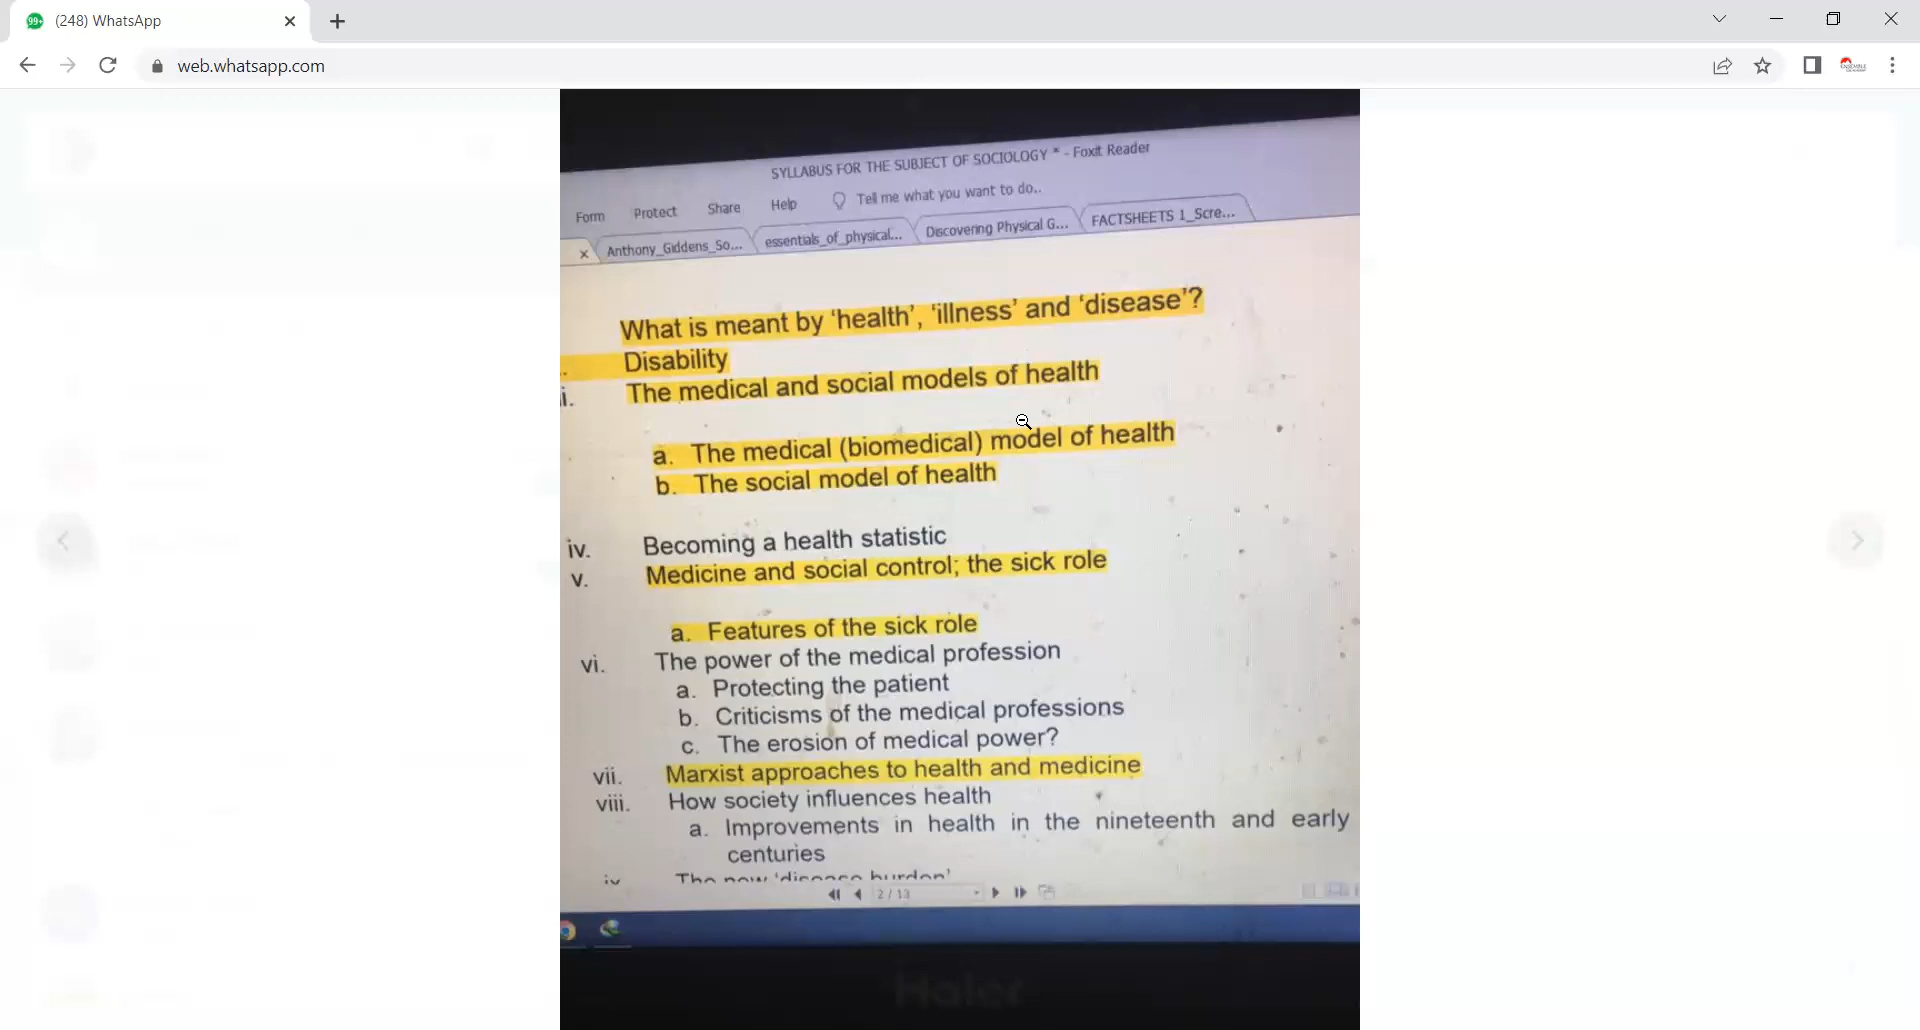 (248) WhatsApp
web.whatsapp.com
SYLLABUS FOR THE SUBJECT OF SOCIOLOGY * - Foxit Reader
Form Protect Share Help Tell me what you want to do..
x Anthony_Giddens_So... essentials_of_physical... Discovering Physical G... FACTSHEETS 1_Scre...
What is meant by ‘health’, ‘illness’ and ‘disease’?
Disability
The medical and social models of health
a. The medical (biomedical) model of health
b. The social model of health
iv. Becoming a health statistic
v. Medicine and social control; the sick role
a. Features of the sick role
vi. The power of the medical profession
a. Protecting the patient
b. Criticisms of the medical professions
c. The erosion of medical power?
vii. Marxist approaches to health and medicine
viii. How society influences health
a. Improvements in health in the nineteenth and early
centuries
The new ‘disease burden’
2 / 13
Haier